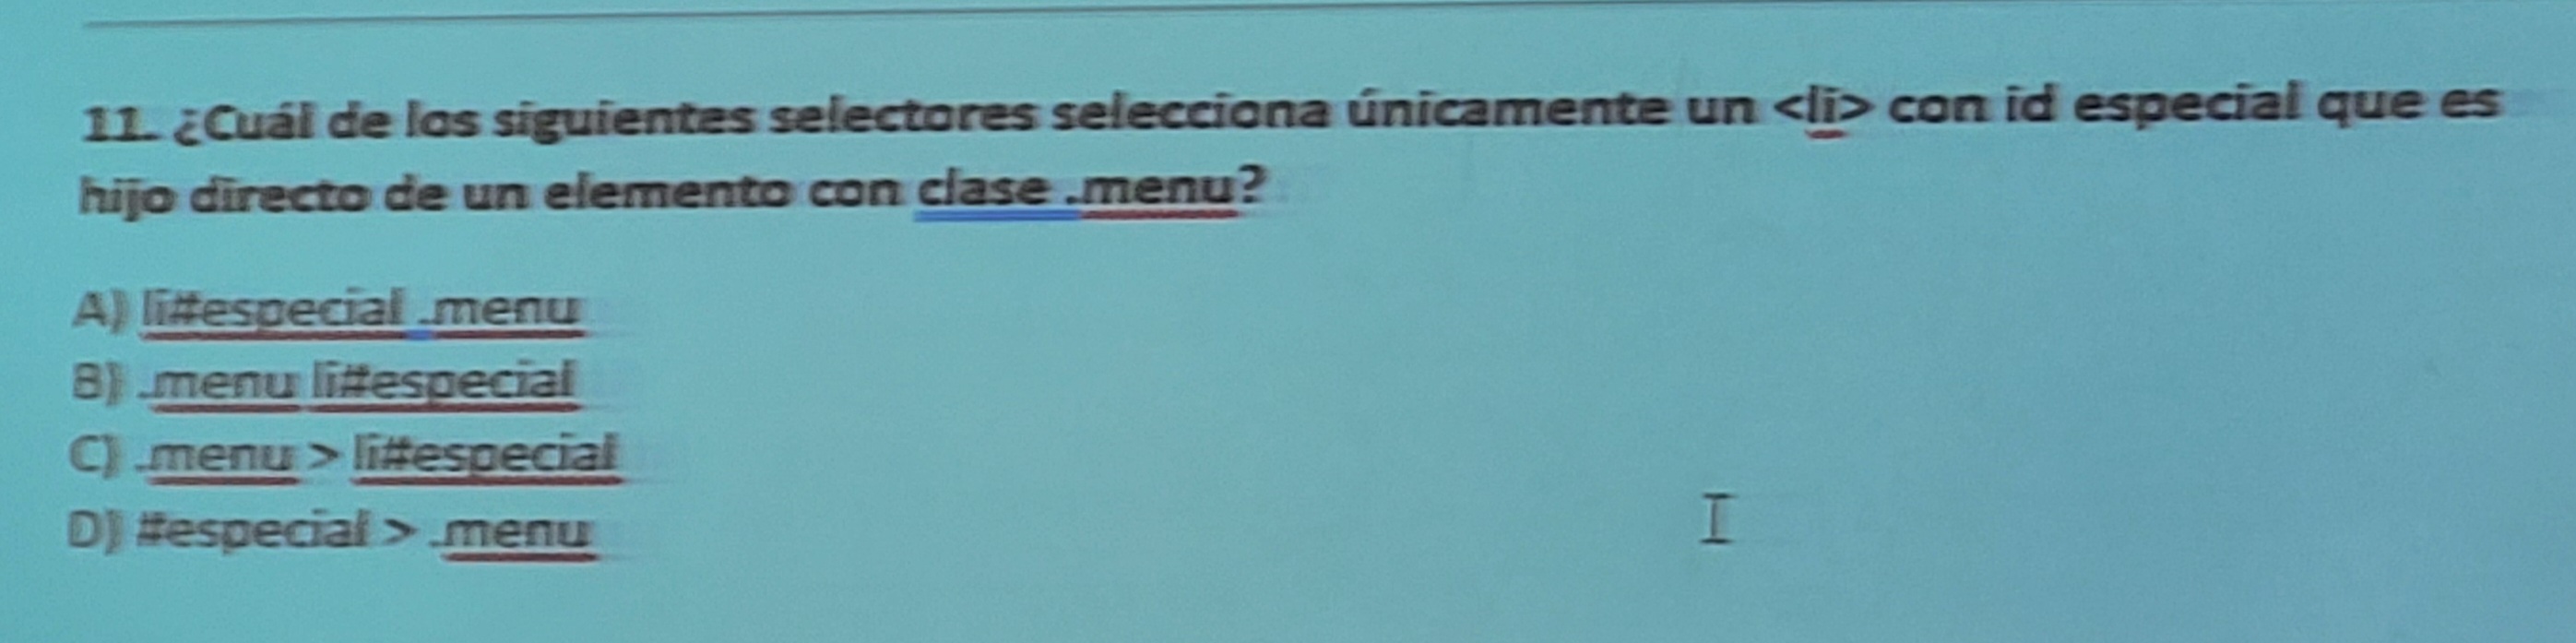 11. ¿Cuál de los siguientes selectores selecciona únicamente un <li> con id especial que es
hijo directo de un elemento con clase .menu?
A) li#especial .menu
B) .menu li#especial
C) .menu > li#especial
D) #especial > .menu